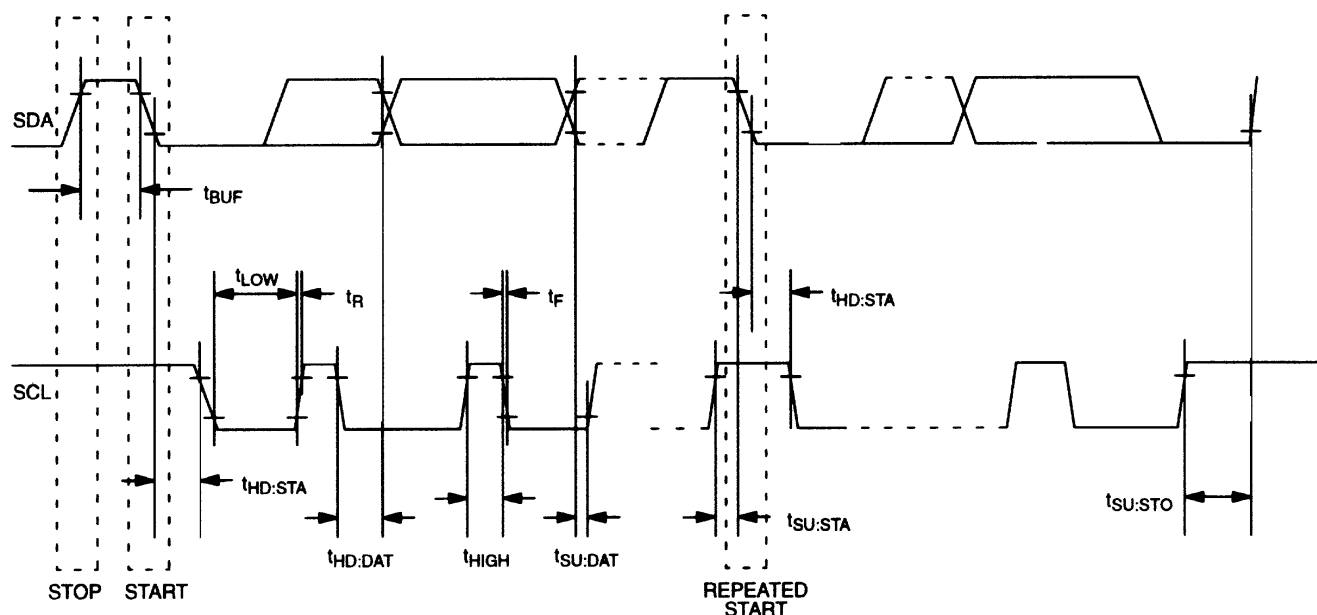 SDA
tBUF
tLOW
tR
tF
tHD:STA
SCL
tHD:STA
tHD:DAT
tHIGH
tSU:DAT
tSU:STA
tSU:STO
STOP
START
REPEATED
START